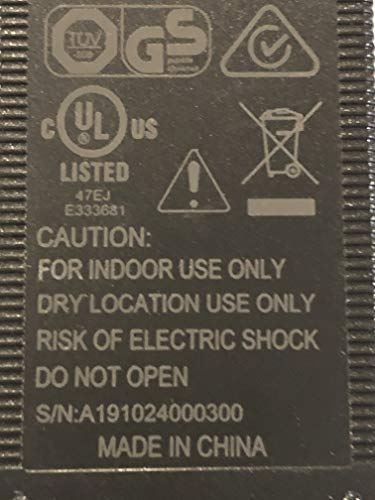 TÜV
GS
C UL US
LISTED
47EJ
E333681
CAUTION:
FOR INDOOR USE ONLY
DRY LOCATION USE ONLY
RISK OF ELECTRIC SHOCK
DO NOT OPEN
S/N:A191024000300
MADE IN CHINA